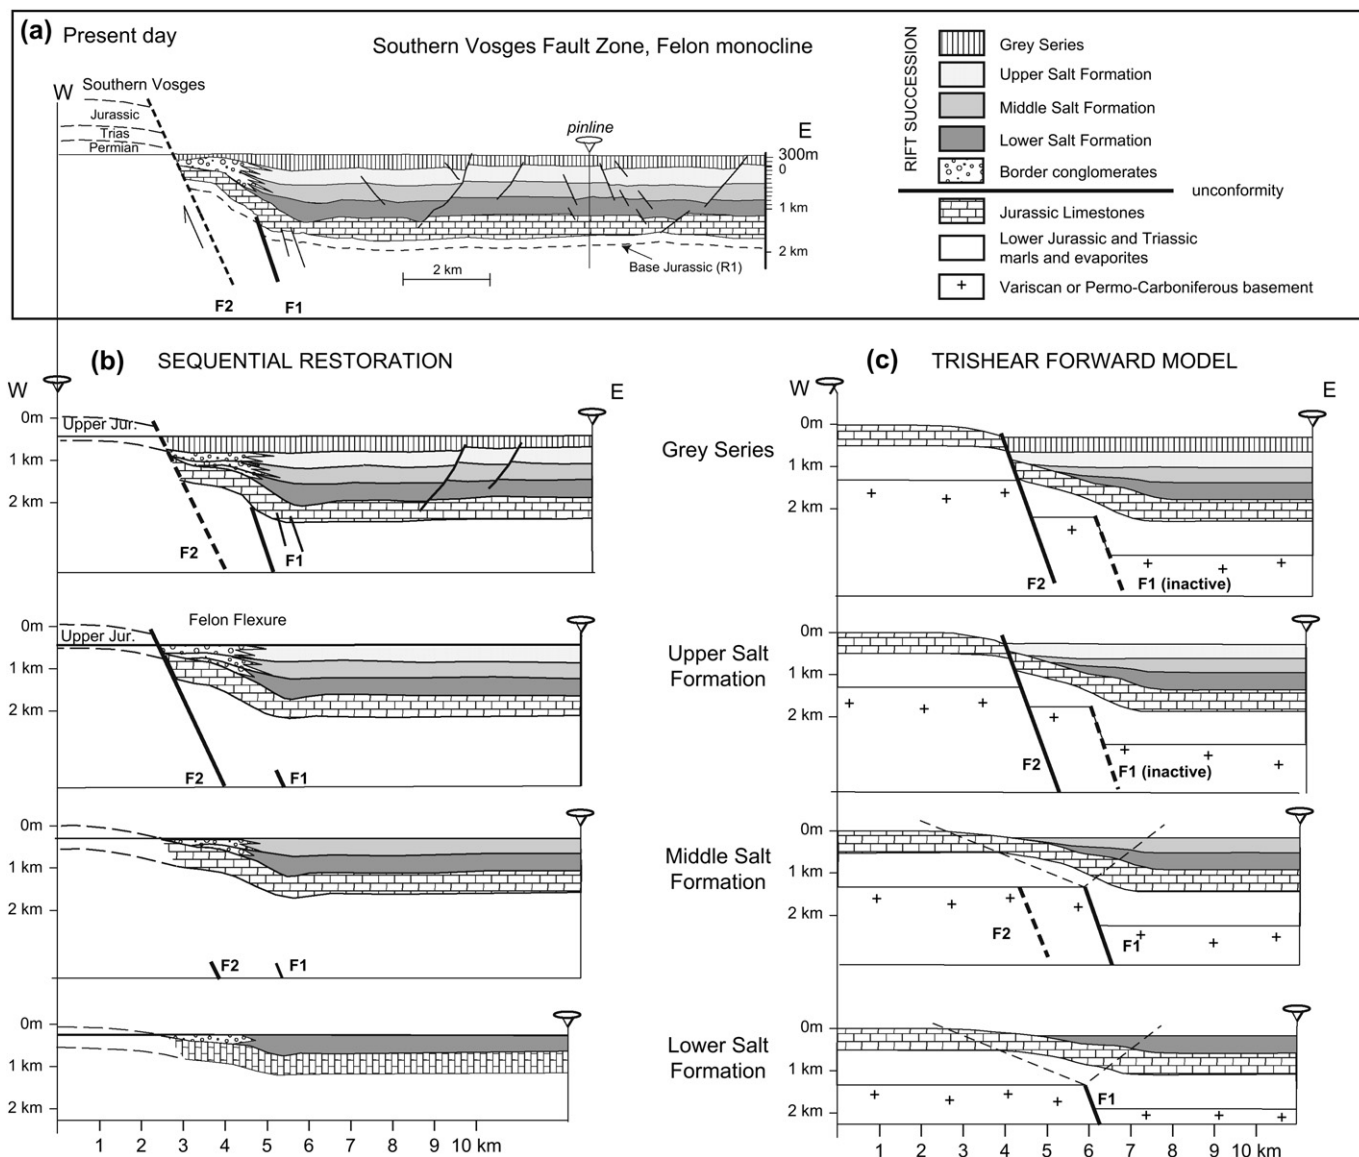 (a) Present day
Southern Vosges Fault Zone, Felon monocline
W
Southern Vosges
Jurassic
Trias
Permian
pinline
E
300m
0
1 km
2 km
2 km
Base Jurassic (R1)
F2
F1
RIFT SUCCESSION
Grey Series
Upper Salt Formation
Middle Salt Formation
Lower Salt Formation
Border conglomerates
unconformity
Jurassic Limestones
Lower Jurassic and Triassic
marls and evaporites
Variscan or Permo-Carboniferous basement
(b) SEQUENTIAL RESTORATION
W
E
0m
Upper Jur.
1 km
2 km
F2
F1
Felon Flexure
0m
Upper Jur.
1 km
2 km
F2
F1
0m
1 km
2 km
F2
F1
0m
1 km
2 km
1 2 3 4 5 6 7 8 9 10 km
Grey Series
Upper Salt
Formation
Middle Salt
Formation
Lower Salt
Formation
(c) TRISHEAR FORWARD MODEL
W
E
0m
1 km
2 km
F2
F1 (inactive)
0m
1 km
2 km
F2
F1 (inactive)
0m
1 km
2 km
F2
F1
0m
1 km
2 km
F1
1 2 3 4 5 6 7 8 9 10 km